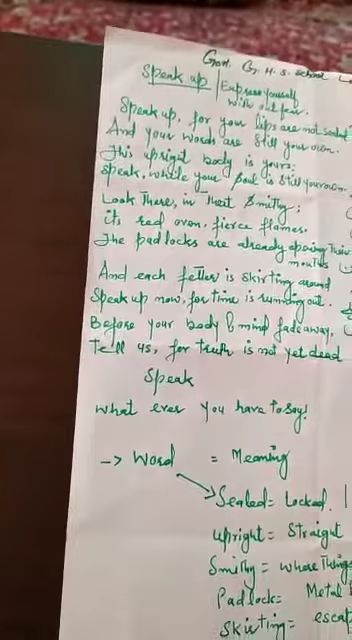 Govt. G. H. S. School
Speak up | Express yourself
with out fear.
Speak up, for your lips are not sealed
And your words are still your own.
This upright body is yours;
Speak, while your soul is still your own.
Look There, in that Smithy;
its red oven, fierce flames.
The padlocks are already opening their
mouths
And each fetter is skirting around
Speak up now, for time is running out.
Before your body & mind fade away,
Tell us, for truth is not yet dead
Speak
what ever you have to say!
-> Word = Meaning
Sealed = Locked.
upright = Straight
Smithy = where Things
Padlock = Metal
Skirting =